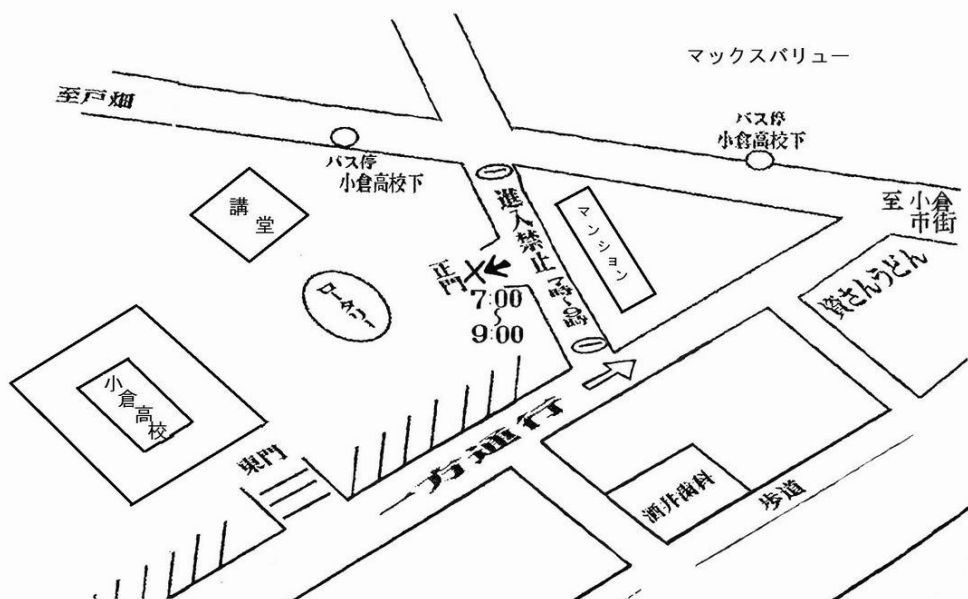 マックスバリュー
至戸畑
バス停
小倉高校下
バス停
小倉高校下
至小倉
市街
講堂
進入禁止
マンション
正門
7:00
〜
9:00
ロータリー
資さんうどん
小倉高校
東門
一方通行
酒井歯科
歩道